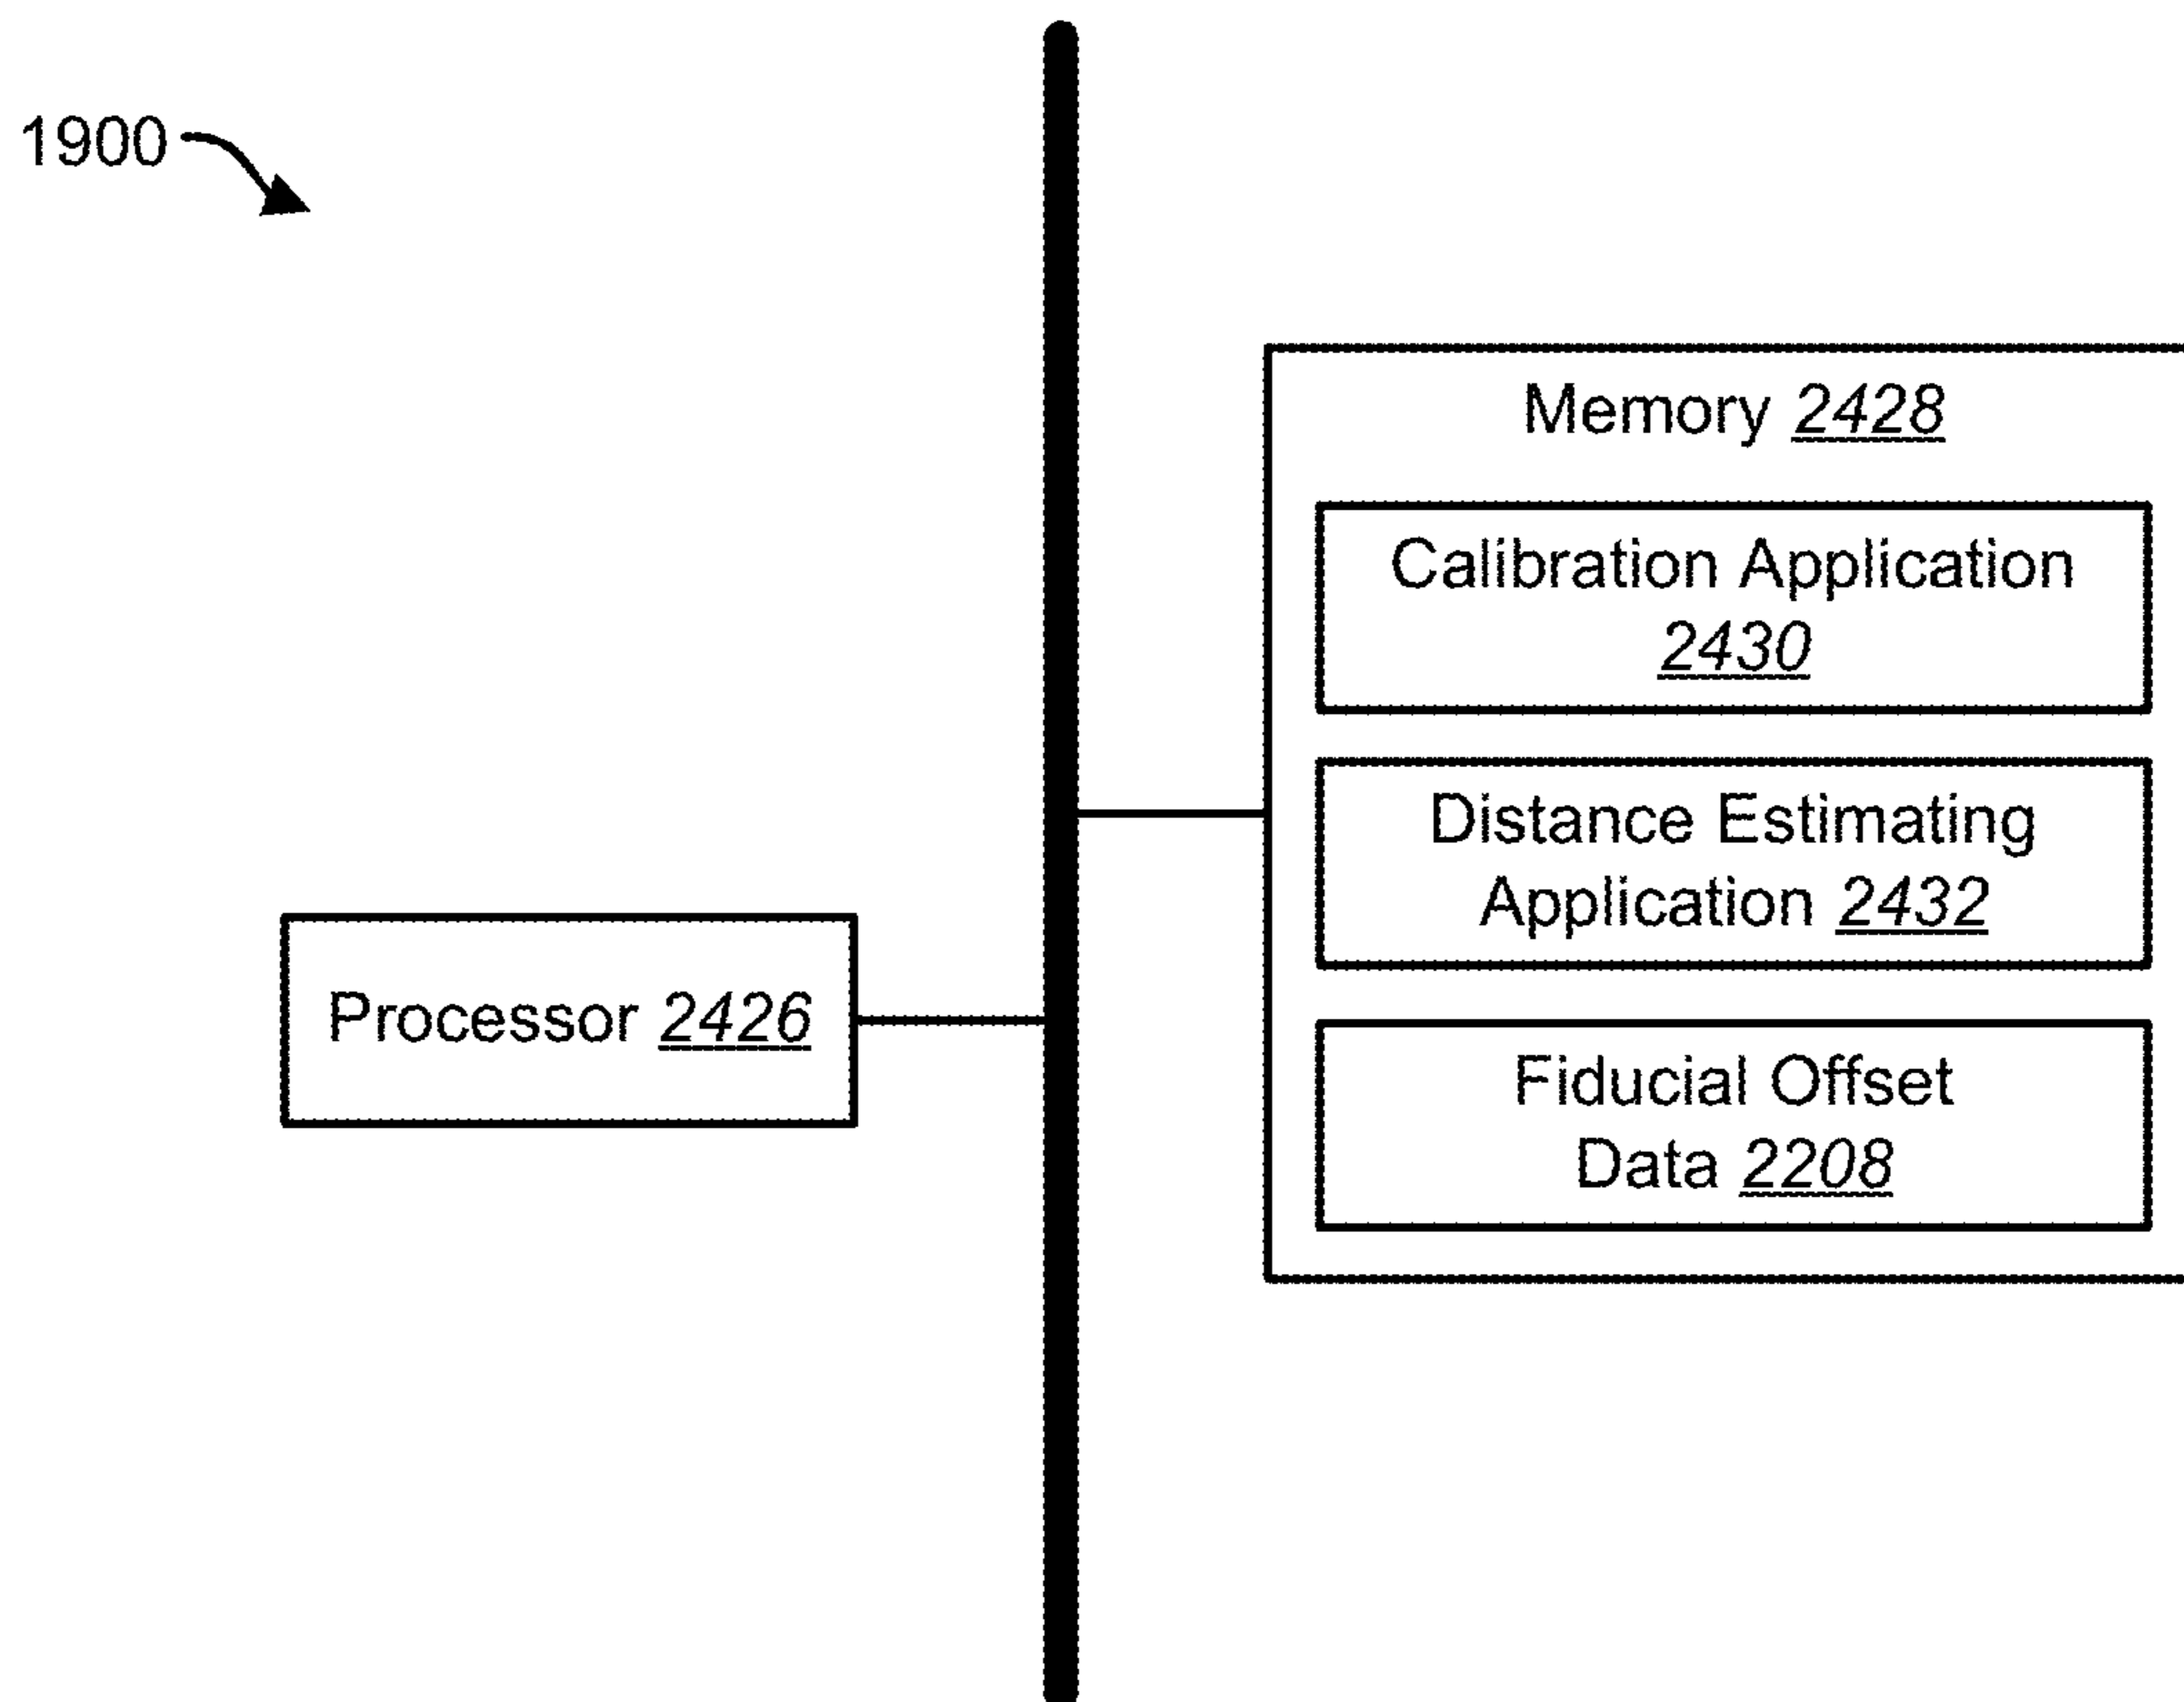 1900
Memory 2428
Calibration Application
2430
Distance Estimating
Application 2432
Processor 2426
Fiducial Offset
Data 2208